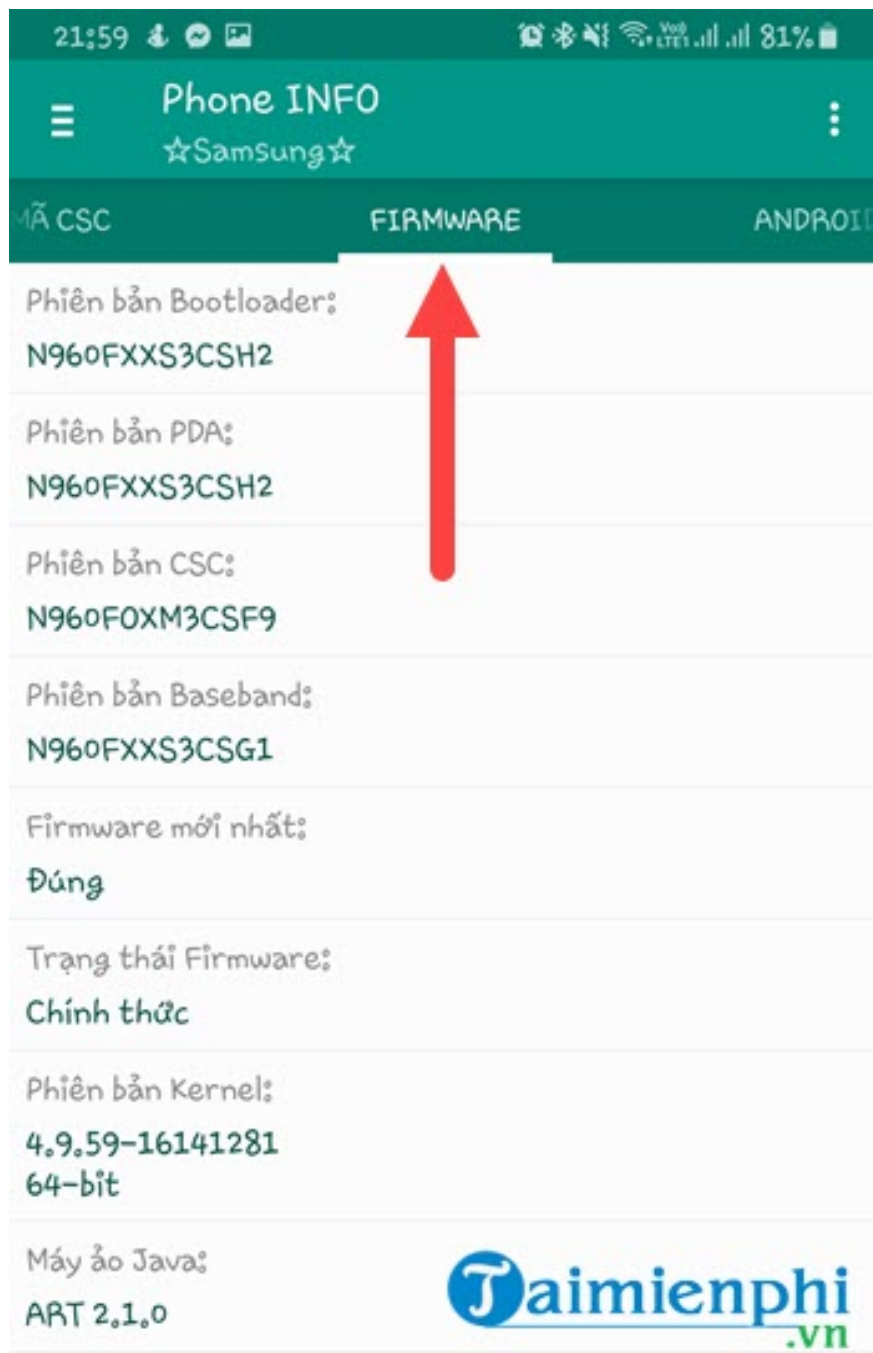 21:59
81%
Phone INFO
☆Samsung☆
MÃ CSC FIRMWARE ANDROID
Phiên bản Bootloader:
N960FXXS3CSH2
Phiên bản PDA:
N960FXXS3CSH2
Phiên bản CSC:
N960FOXM3CSF9
Phiên bản Baseband:
N960FXXS3CSG1
Firmware mới nhất:
Đúng
Trạng thái Firmware:
Chính thức
Phiên bản Kernel:
4.9.59-16141281
64-bit
Máy ảo Java:
ART 2.1.0
Taimienphi
.vn